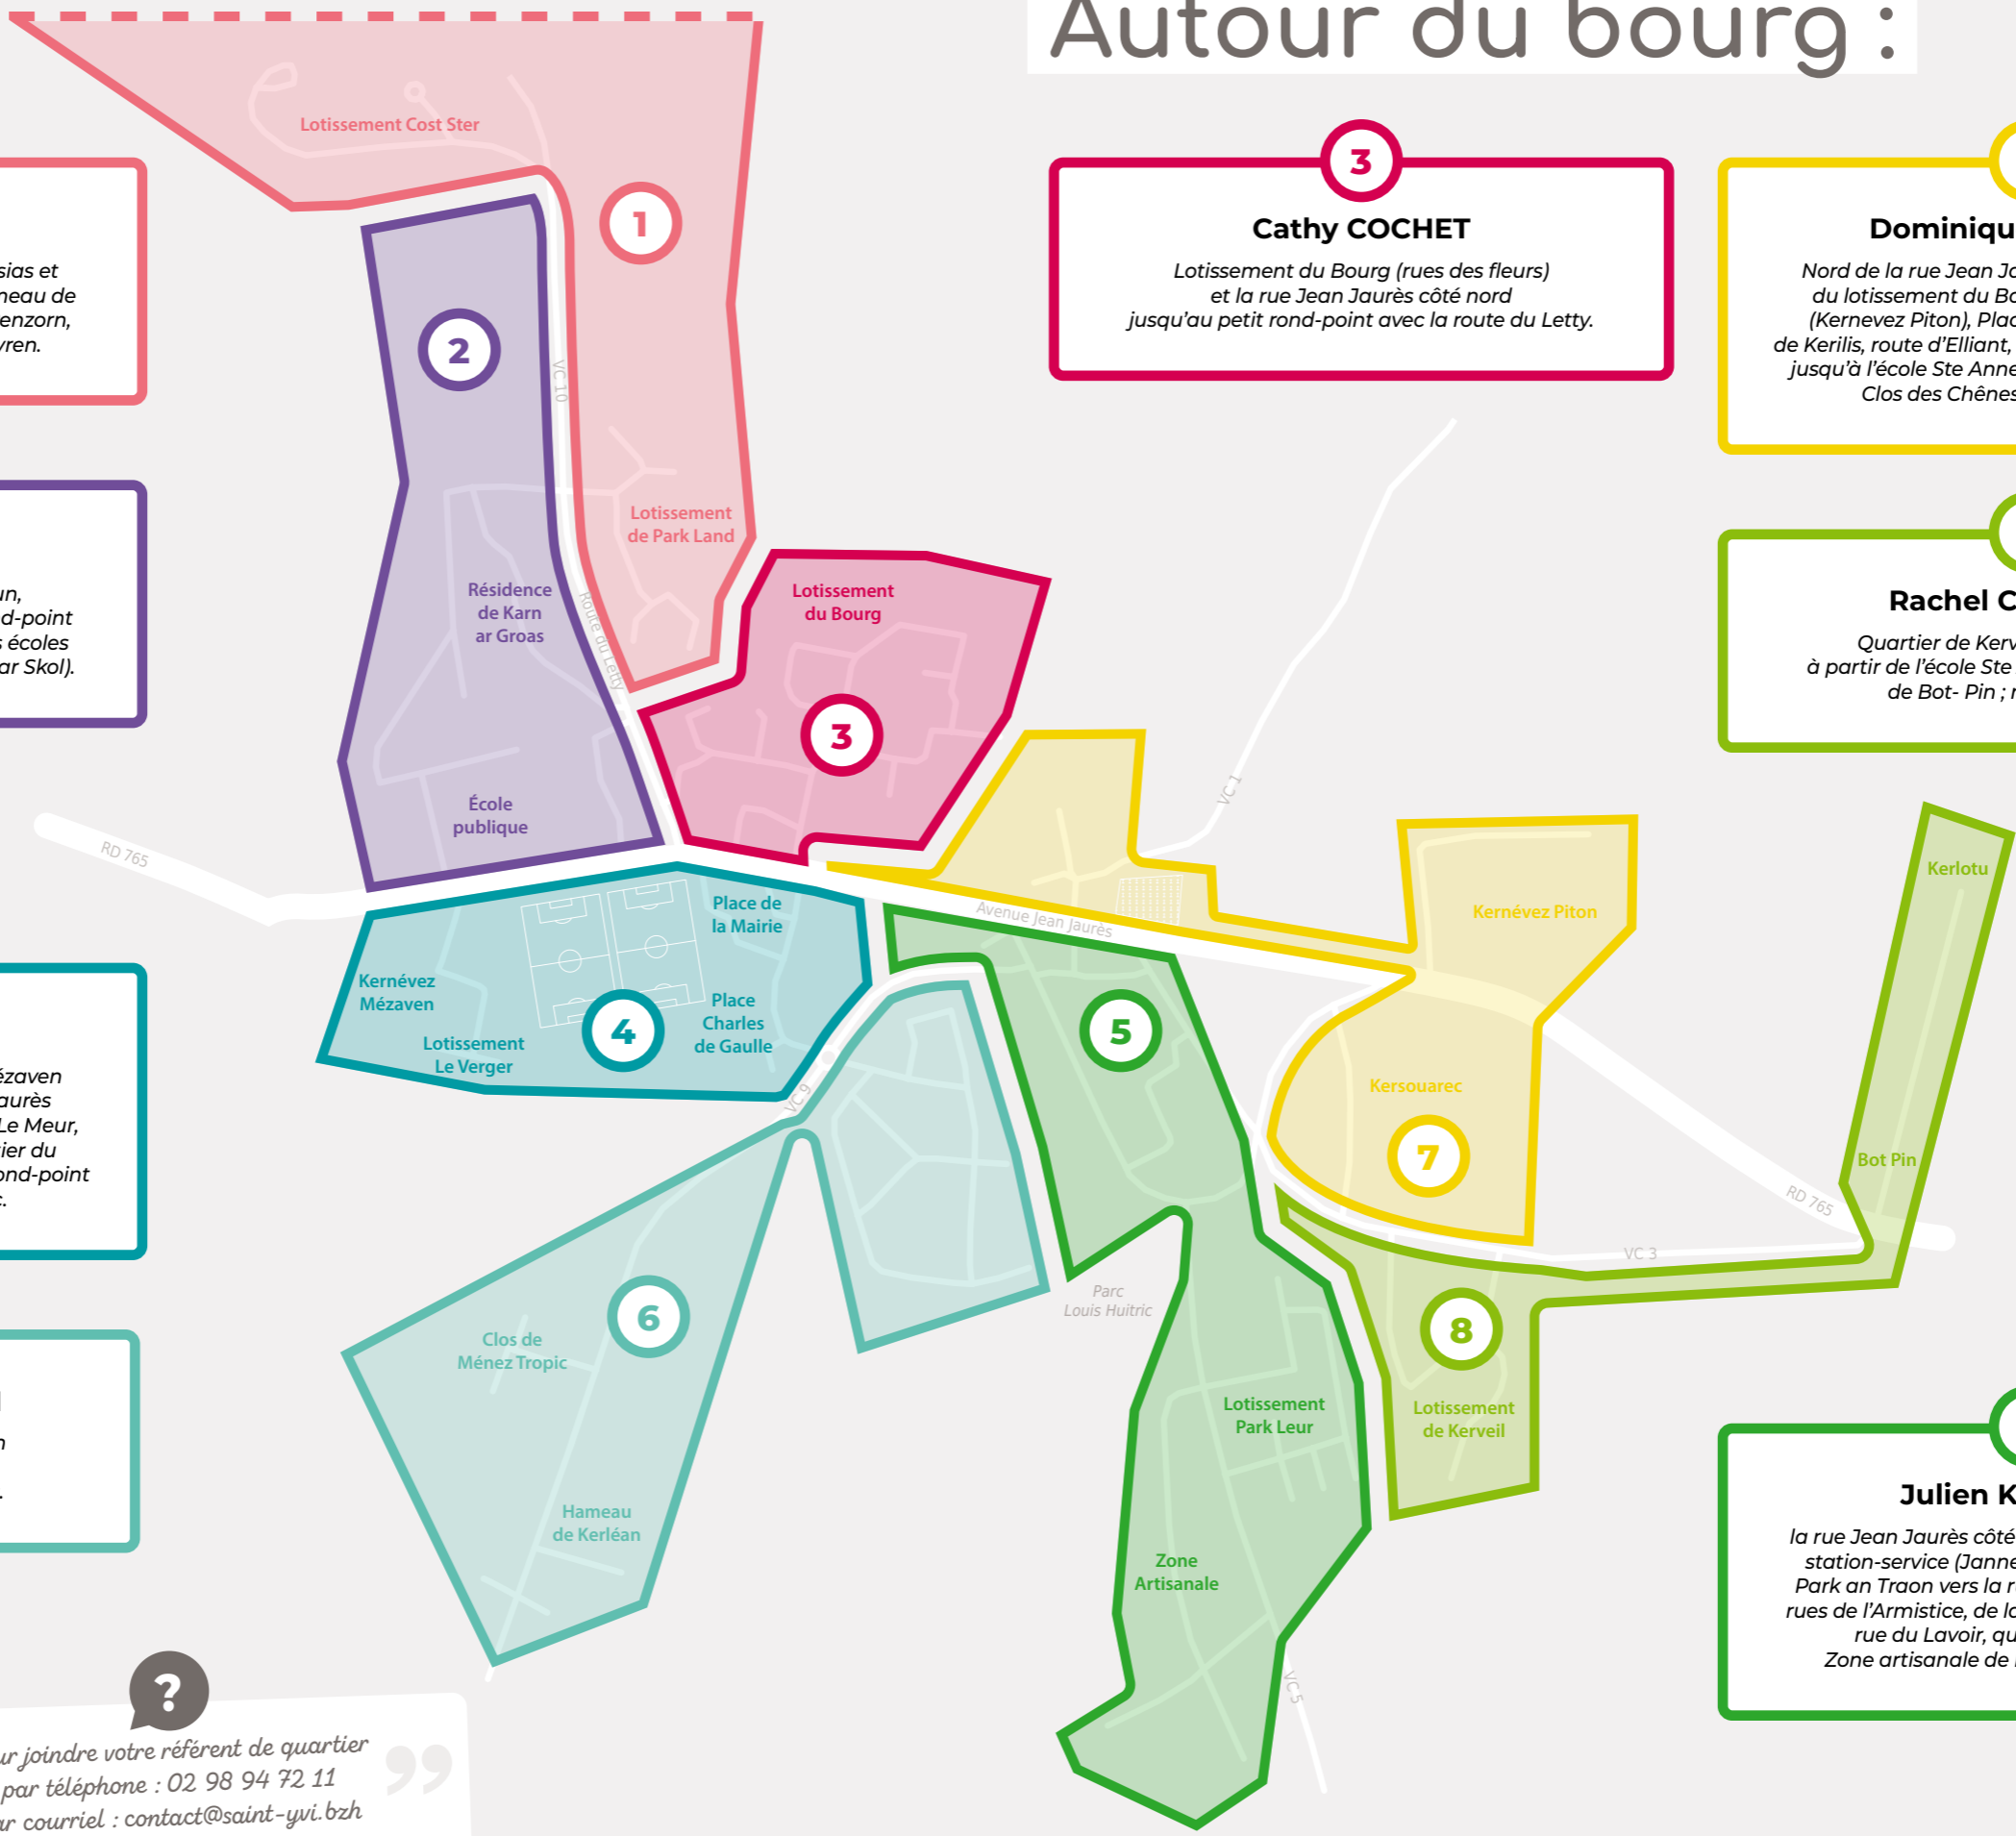 Autour du bourg :
sias et
neau de
enzorn,
vren.
un,
d-point
s écoles
ar Skol).
ézaven
aurès
Le Meur,
ier du
ond-point
c.
n
3
Cathy COCHET
Lotissement du Bourg (rues des fleurs)
et la rue Jean Jaurès côté nord
jusqu'au petit rond-point avec la route du Letty.
Dominiqu
Nord de la rue Jean Ja
du lotissement du Bo
(Kernevez Piton), Plac
de Kerilis, route d'Elliant,
jusqu'à l'école Ste Anne
Clos des Chênes
Rachel C
Quartier de Kerv
à partir de l'école Ste
de Bot- Pin ; r
Julien K
la rue Jean Jaurès côté
station-service (Janne
Park an Traon vers la r
rues de l'Armistice, de la
rue du Lavoir, qu
Zone artisanale de
Lotissement Cost Ster
1
2
VC 10
Lotissement
de Park Land
Résidence
de Karn
ar Groas
Route du Letty
Lotissement
du Bourg
3
École
publique
VC 1
RD 765
Place de
la Mairie
Avenue Jean Jaurès
Kernévez Piton
Kerlotu
Kernévez
Mézaven
Place
Charles
de Gaulle
4
5
Lotissement
Le Verger
VC 9
Kersouarec
7
Bot Pin
RD 765
VC 3
Parc
Louis Huitric
6
8
Clos de
Ménez Tropic
Lotissement
Park Leur
Lotissement
de Kerveil
Hameau
de Kerléan
Zone
Artisanale
VC 5
?
ur joindre votre référent de quartier
par téléphone : 02 98 94 72 11
ar courriel : contact@saint-yvi.bzh